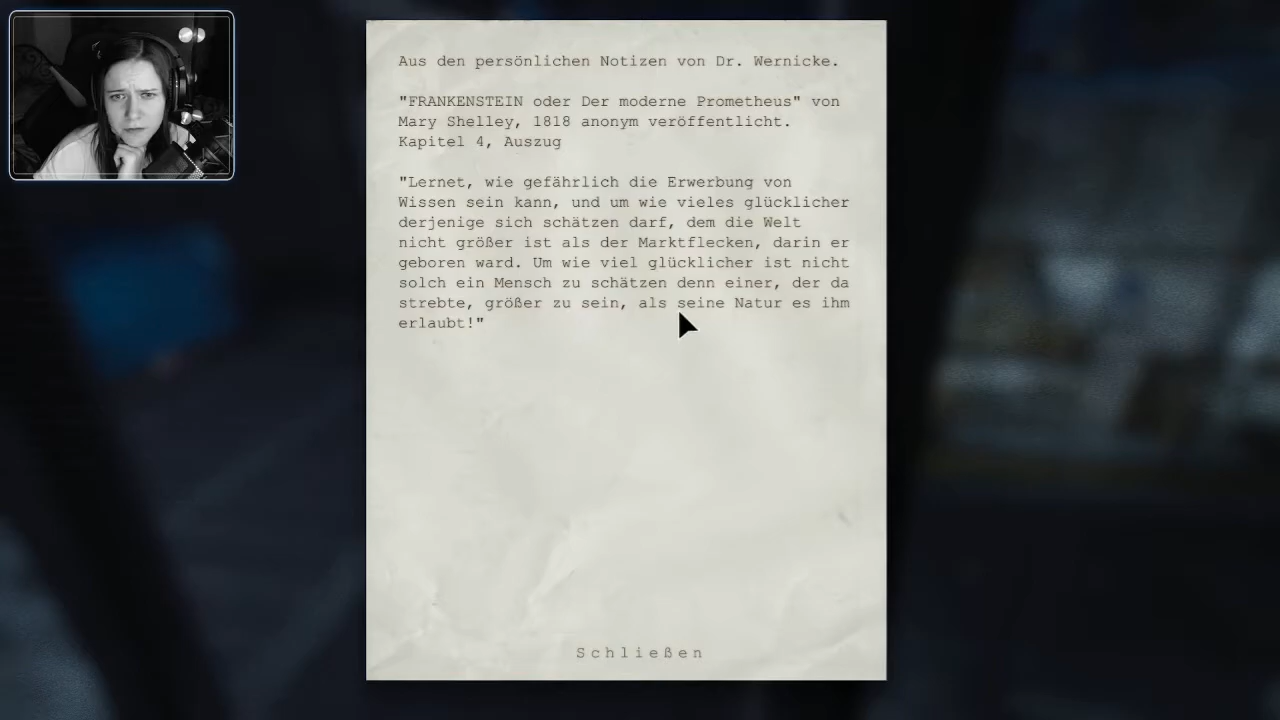 Aus den persönlichen Notizen von Dr. Wernicke.
"FRANKENSTEIN oder Der moderne Prometheus" von
Mary Shelley, 1818 anonym veröffentlicht.
Kapitel 4, Auszug
"Lernet, wie gefährlich die Erwerbung von
Wissen sein kann, und um wie vieles glücklicher
derjenige sich schätzen darf, dem die Welt
nicht größer ist als der Marktflecken, darin er
geboren ward. Um wie viel glücklicher ist nicht
solch ein Mensch zu schätzen denn einer, der da
strebte, größer zu sein, als seine Natur es ihm
erlaubt!"
Schließen